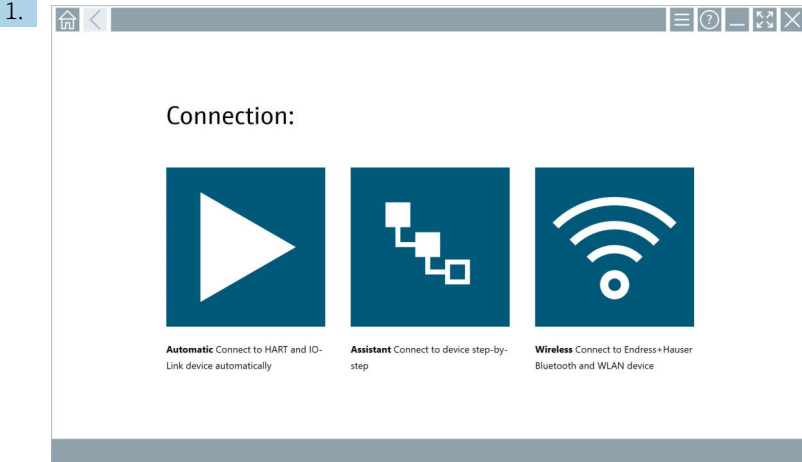 1.
?
Connection:
Automatic Connect to HART and IO-
Link device automatically
Assistant Connect to device step-by-
step
Wireless Connect to Endress+Hauser
Bluetooth and WLAN device